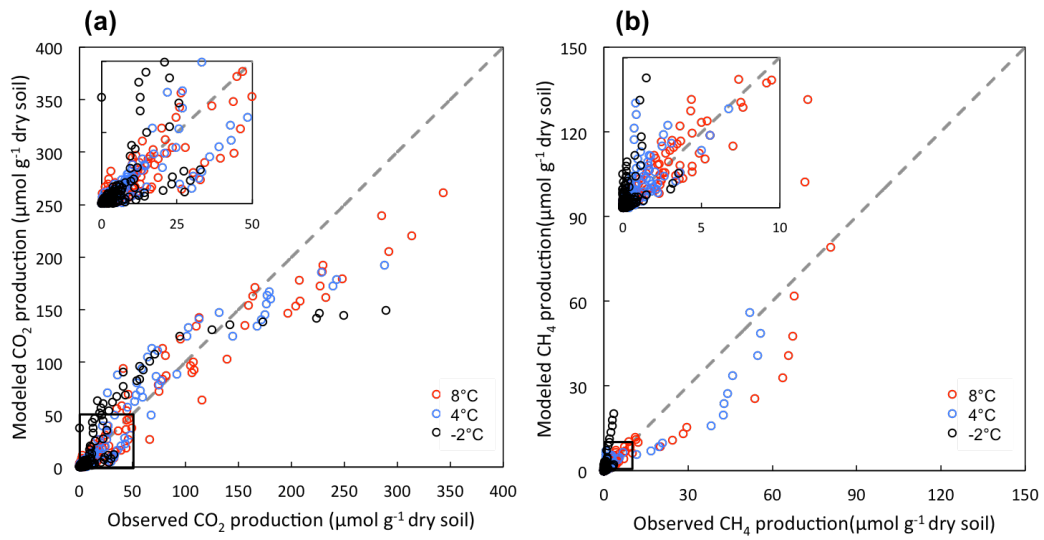 (a)
Modeled CO2 production (μmol g-1 dry soil)
400
350
300
250
200
150
100
50
0
0 25 50
8°C
4°C
-2°C
0 50 100 150 200 250 300 350 400
Observed CO2 production (μmol g-1 dry soil)
(b)
Modeled CH4 production(μmol g-1 dry soil)
150
120
90
60
30
0
0 5 10
8°C
4°C
-2°C
0 30 60 90 120 150
Observed CH4 production(μmol g-1 dry soil)